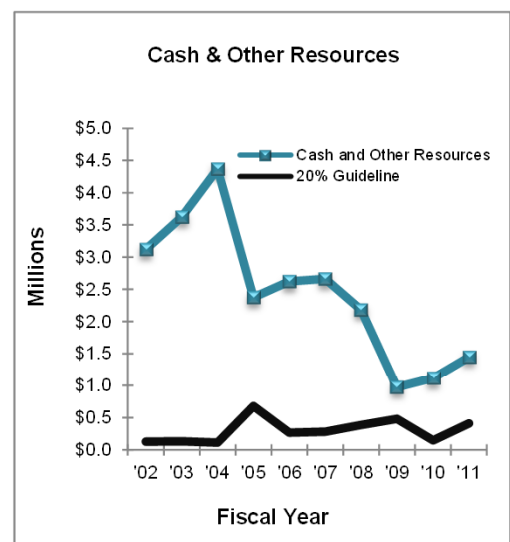 Cash & Other Resources
$5.0
$4.5
$4.0
$3.5
$3.0
$2.5
$2.0
$1.5
$1.0
$0.5
$0.0
Millions
Cash and Other Resources
20% Guideline
'02 '03 '04 '05 '06 '07 '08 '09 '10 '11
Fiscal Year